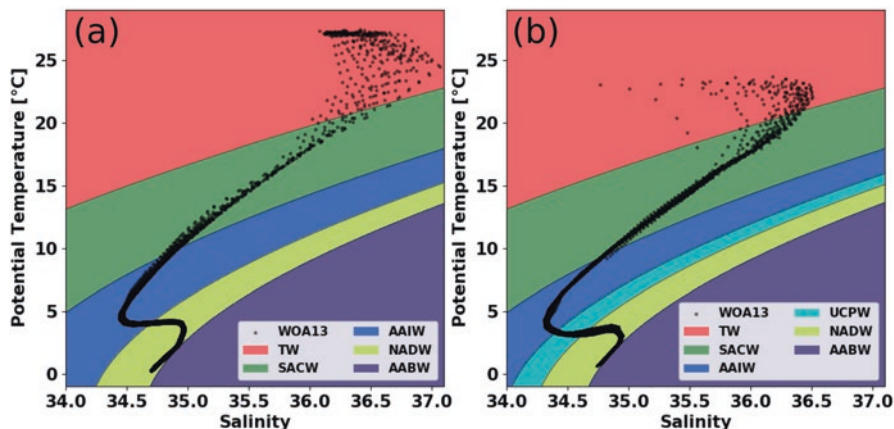 (a)
Potential Temperature [°C]
25
20
15
10
5
0
WOA13
TW
SACW
AAIW
NADW
AABW
34.0 34.5 35.0 35.5 36.0 36.5 37.0
Salinity
(b)
Potential Temperature [°C]
25
20
15
10
5
0
WOA13
TW
SACW
AAIW
UCPW
NADW
AABW
34.0 34.5 35.0 35.5 36.0 36.5 37.0
Salinity